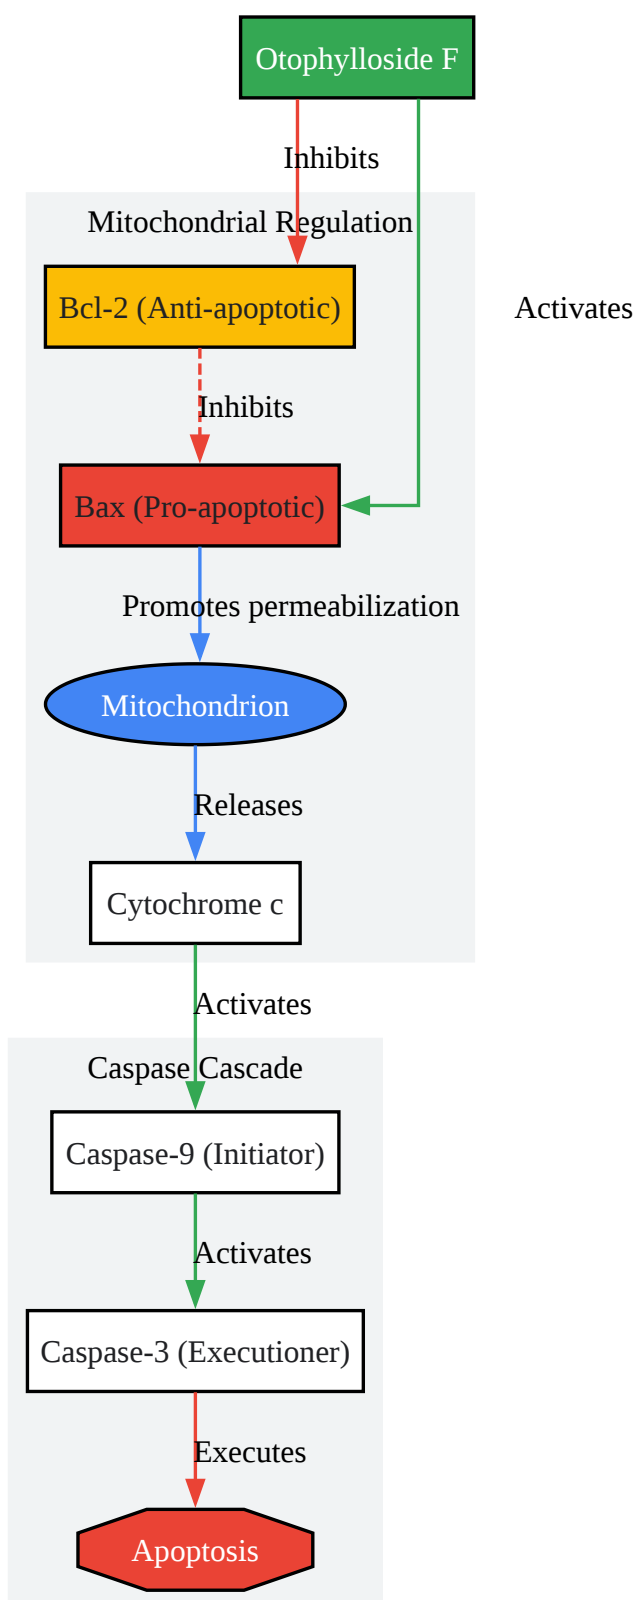 Otophylloside F
Inhibits
Mitochondrial Regulation
Bcl-2 (Anti-apoptotic)
Activates
Inhibits
Bax (Pro-apoptotic)
Promotes permeabilization
Mitochondrion
Releases
Cytochrome c
Activates
Caspase Cascade
Caspase-9 (Initiator)
Activates
Caspase-3 (Executioner)
Executes
Apoptosis